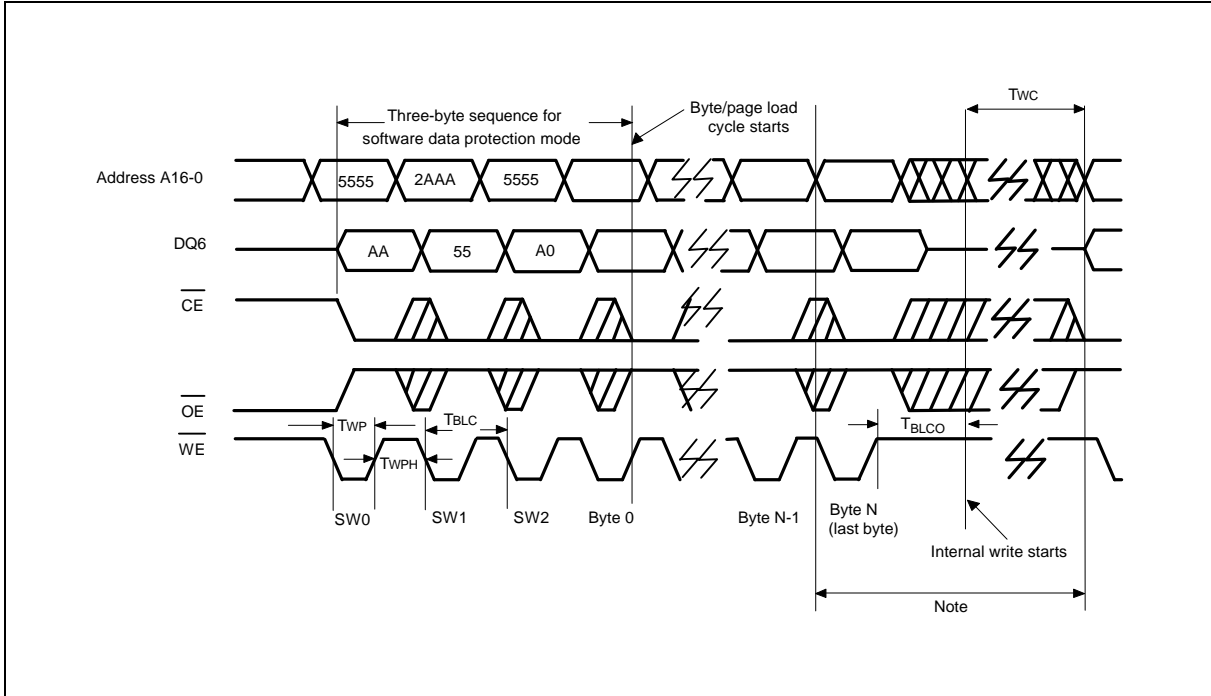 Three-byte sequence for
software data protection mode
Byte/page load
cycle starts
TWC
Address A16-0
5555
2AAA
5555
DQ6
AA
55
A0
CE
OE
TWP
TBLC
TBLCO
WE
TWPH
SW0
SW1
SW2
Byte 0
Byte N-1
Byte N
(last byte)
Internal write starts
Note